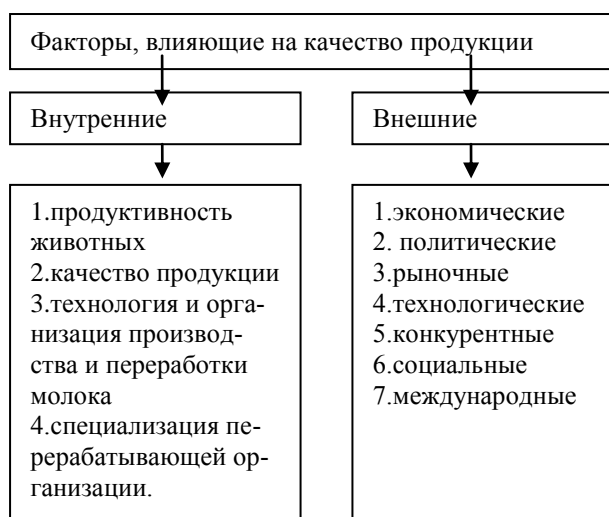 Факторы, влияющие на качество продукции
Внутренние
Внешние
1.продуктивность
животных
2.качество продукции
3.технология и орга-
низация производ-
ства и переработки
молока
4.специализация пе-
рерабатывающей ор-
ганизации.
1.экономические
2. политические
3.рыночные
4.технологические
5.конкурентные
6.социальные
7.международные